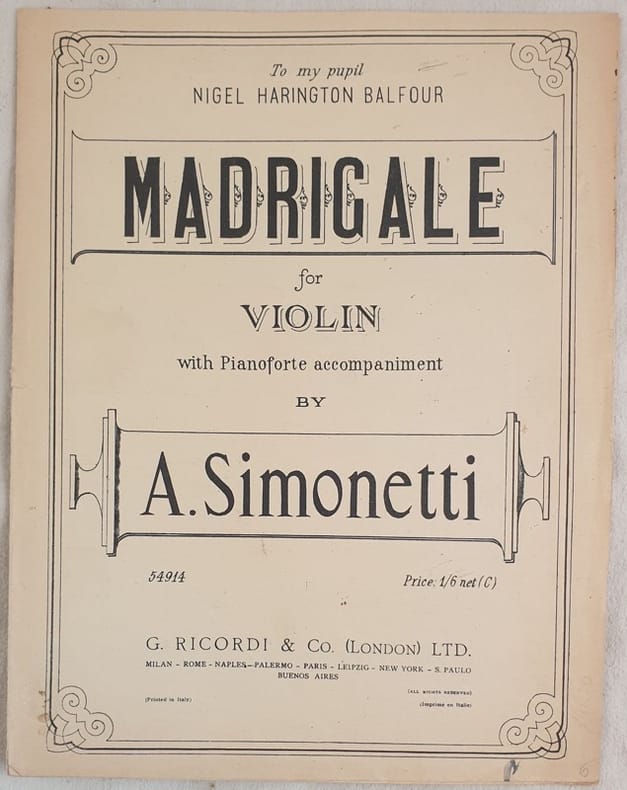 To my pupil
NIGEL HARINGTON BALFOUR
MADRIGALE
for
VIOLIN
with Pianoforte accompaniment
BY
A. Simonetti
54914
Price: 1/6 net (C)
G. RICORDI & CO. (LONDON) LTD.
MILAN - ROME - NAPLES - PALERMO - PARIS - LEIPZIG - NEW YORK - S. PAULO
BUENOS AIRES
(ALL RIGHTS RESERVED)
(Printed in Italy)
(Imprimé en Italie)